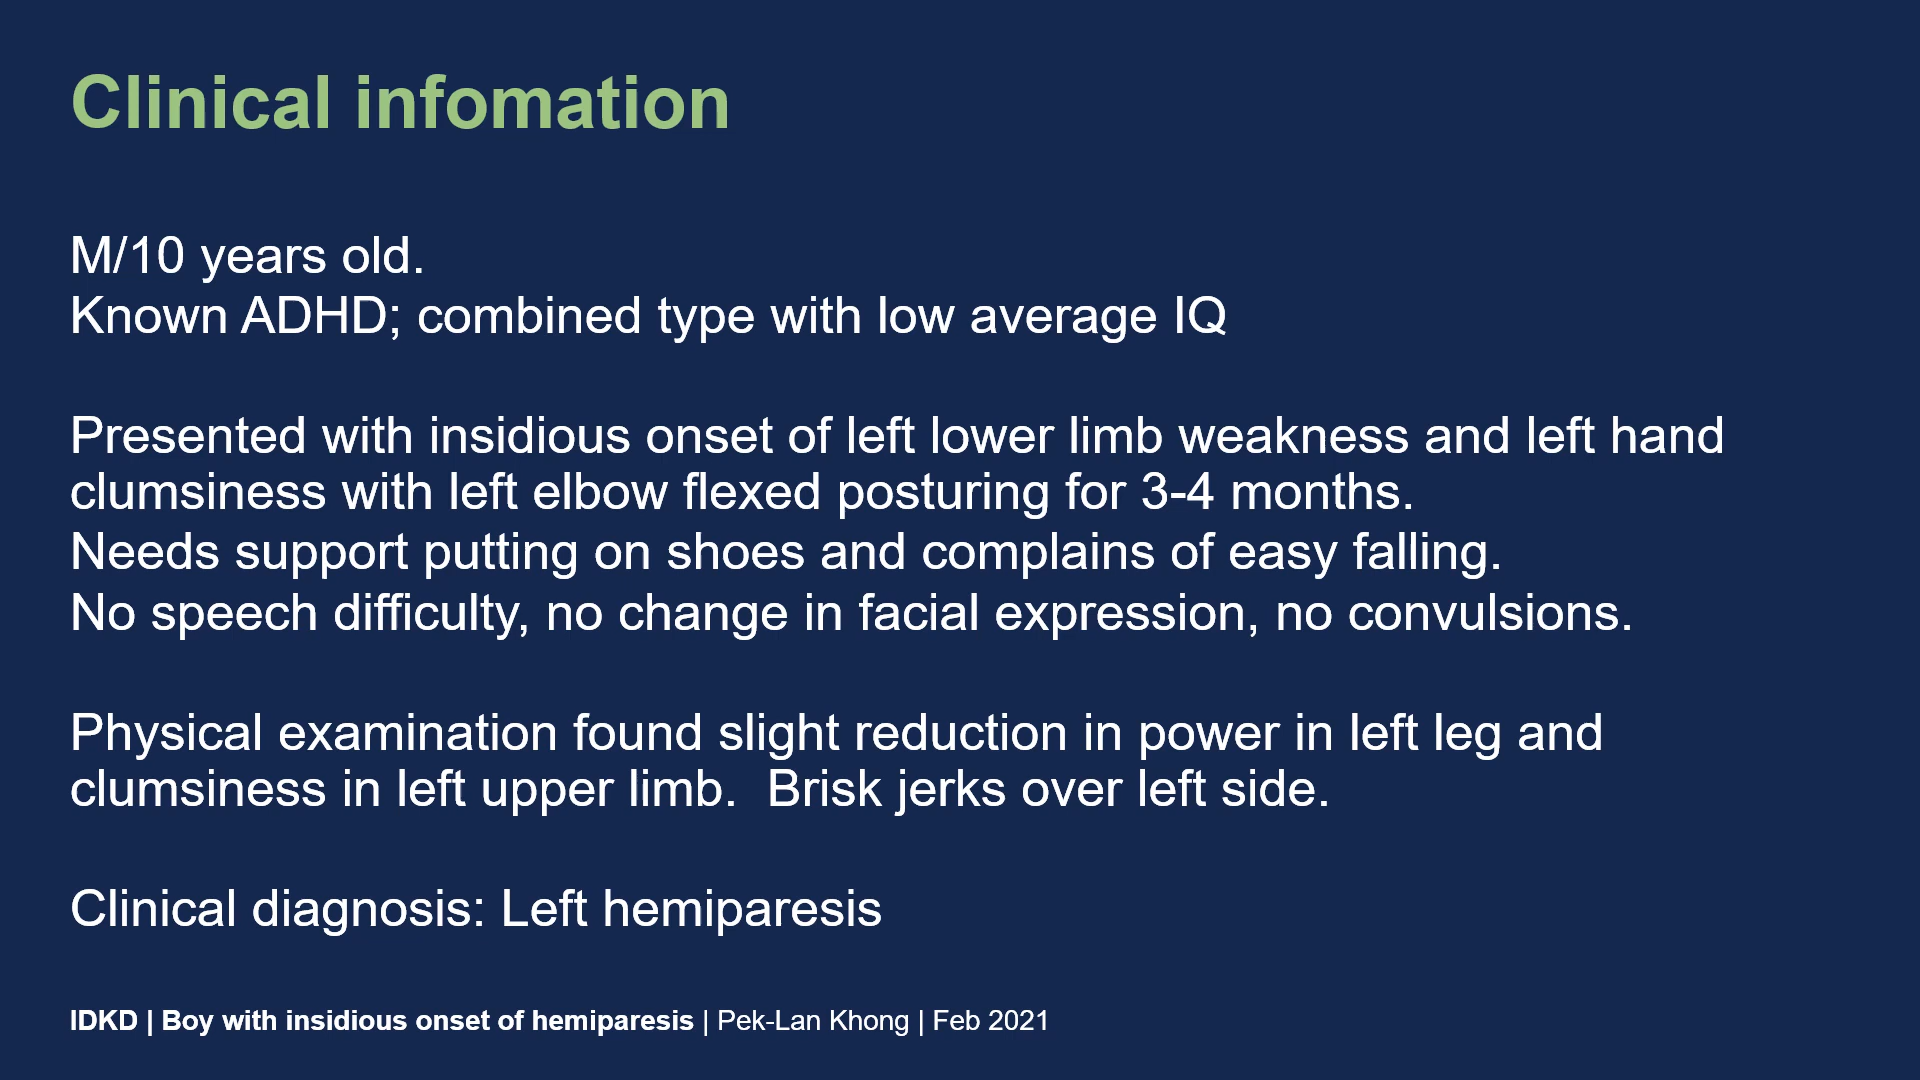 Clinical infomation
M/10 years old.
Known ADHD; combined type with low average IQ
Presented with insidious onset of left lower limb weakness and left hand
clumsiness with left elbow flexed posturing for 3-4 months.
Needs support putting on shoes and complains of easy falling.
No speech difficulty, no change in facial expression, no convulsions.
Physical examination found slight reduction in power in left leg and
clumsiness in left upper limb.  Brisk jerks over left side.
Clinical diagnosis: Left hemiparesis
IDKD | Boy with insidious onset of hemiparesis | Pek-Lan Khong | Feb 2021